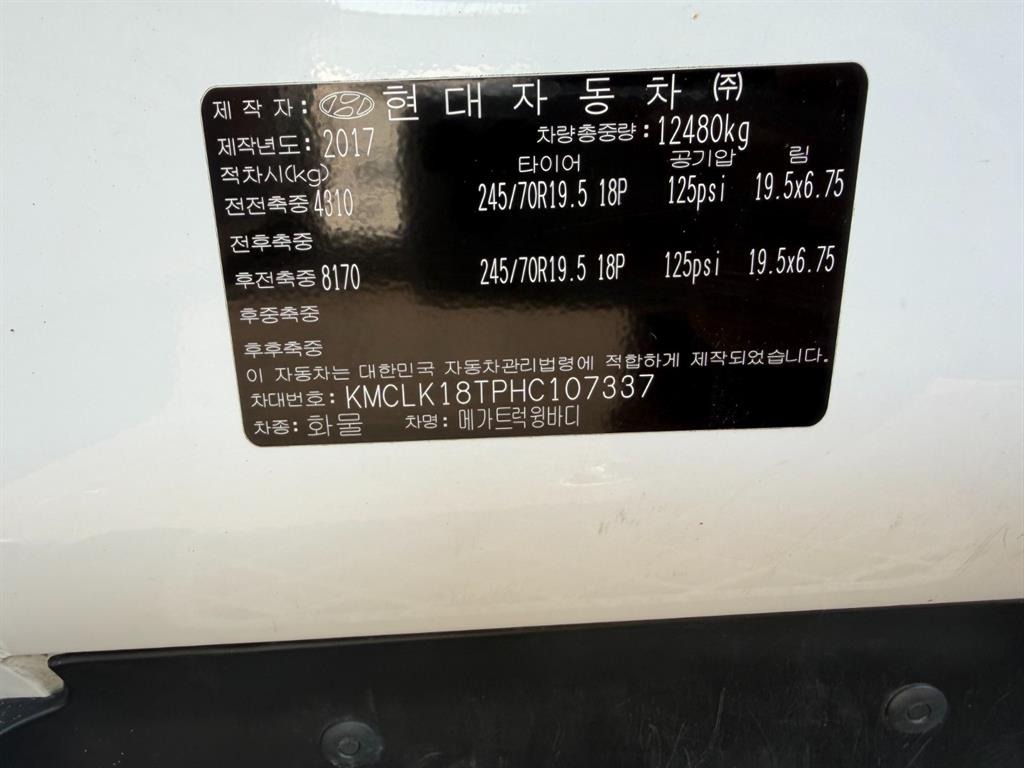 제작자: 현대자동차 ㈜
제작년도: 2017 차량총중량: 12480kg
적차시(kg) 타이어 공기압 림
전전축중 4310 245/70R19.5 18P 125psi 19.5x6.75
전후축중
후전축중 8170 245/70R19.5 18P 125psi 19.5x6.75
후중축중
후후축중
이 자동차는 대한민국 자동차관리법령에 적합하게 제작되었습니다.
차대번호: KMCLK18TPHC107337
차종: 화물 차명: 메가트럭윙바디